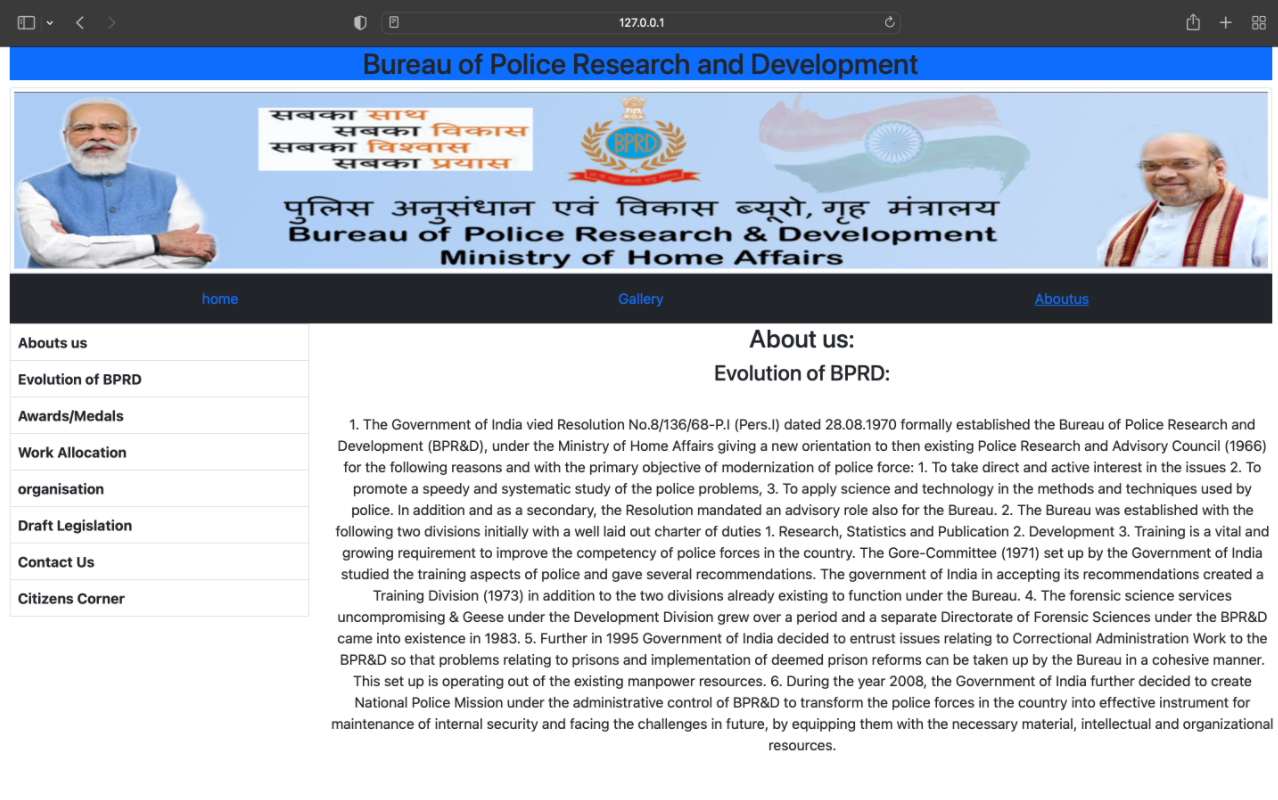 127.0.0.1
Bureau of Police Research and Development
सबका साथ
सबका विकास
सबका विश्वास
सबका प्रयास
BPRD
पुलिस अनुसंधान एवं विकास ब्यूरो, गृह मंत्रालय
Bureau of Police Research & Development
Ministry of Home Affairs
home
Gallery
Aboutus
Abouts us
Evolution of BPRD
Awards/Medals
Work Allocation
organisation
Draft Legislation
Contact Us
Citizens Corner
About us:
Evolution of BPRD:
1. The Government of India vied Resolution No.8/136/68-P.I (Pers.I) dated 28.08.1970 formally established the Bureau of Police Research and
Development (BPR&D), under the Ministry of Home Affairs giving a new orientation to then existing Police Research and Advisory Council (1966)
for the following reasons and with the primary objective of modernization of police force: 1. To take direct and active interest in the issues 2. To
promote a speedy and systematic study of the police problems, 3. To apply science and technology in the methods and techniques used by
police. In addition and as a secondary, the Resolution mandated an advisory role also for the Bureau. 2. The Bureau was established with the
following two divisions initially with a well laid out charter of duties 1. Research, Statistics and Publication 2. Development 3. Training is a vital and
growing requirement to improve the competency of police forces in the country. The Gore-Committee (1971) set up by the Government of India
studied the training aspects of police and gave several recommendations. The government of India in accepting its recommendations created a
Training Division (1973) in addition to the two divisions already existing to function under the Bureau. 4. The forensic science services
uncompromising & Geese under the Development Division grew over a period and a separate Directorate of Forensic Sciences under the BPR&D
came into existence in 1983. 5. Further in 1995 Government of India decided to entrust issues relating to Correctional Administration Work to the
BPR&D so that problems relating to prisons and implementation of deemed prison reforms can be taken up by the Bureau in a cohesive manner.
This set up is operating out of the existing manpower resources. 6. During the year 2008, the Government of India further decided to create
National Police Mission under the administrative control of BPR&D to transform the police forces in the country into effective instrument for
maintenance of internal security and facing the challenges in future, by equipping them with the necessary material, intellectual and organizational
resources.